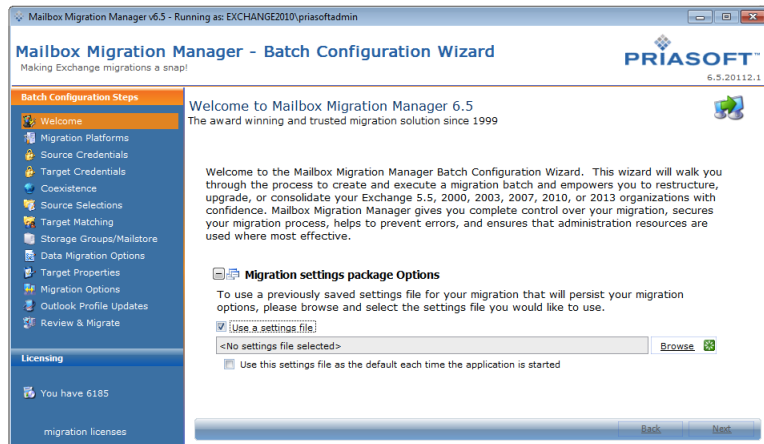 Mailbox Migration Manager v6.5 - Running as: EXCHANGE2010\priasoftadmin
Mailbox Migration Manager - Batch Configuration Wizard
Making Exchange migrations a snap!
PRIASOFT™
6.5.20112.1
Batch Configuration Steps
Welcome
Migration Platforms
Source Credentials
Target Credentials
Coexistence
Source Selections
Target Matching
Storage Groups/Mailstore
Data Migration Options
Target Properties
Migration Options
Outlook Profile Updates
Review & Migrate
Licensing
You have 6185
migration licenses
Welcome to Mailbox Migration Manager 6.5
The award winning and trusted migration solution since 1999
Welcome to the Mailbox Migration Manager Batch Configuration Wizard. This wizard will walk you
through the process to create and execute a migration batch and empowers you to restructure,
upgrade, or consolidate your Exchange 5.5, 2000, 2003, 2007, 2010, or 2013 organizations with
confidence. Mailbox Migration Manager gives you complete control over your migration, secures
your migration process, helps to prevent errors, and ensures that administration resources are
used where most effective.
Migration settings package Options
To use a previously saved settings file for your migration that will persist your migration
options, please browse and select the settings file you would like to use.
Use a settings file
<No settings file selected>
Browse
Use this settings file as the default each time the application is started
Back
Next